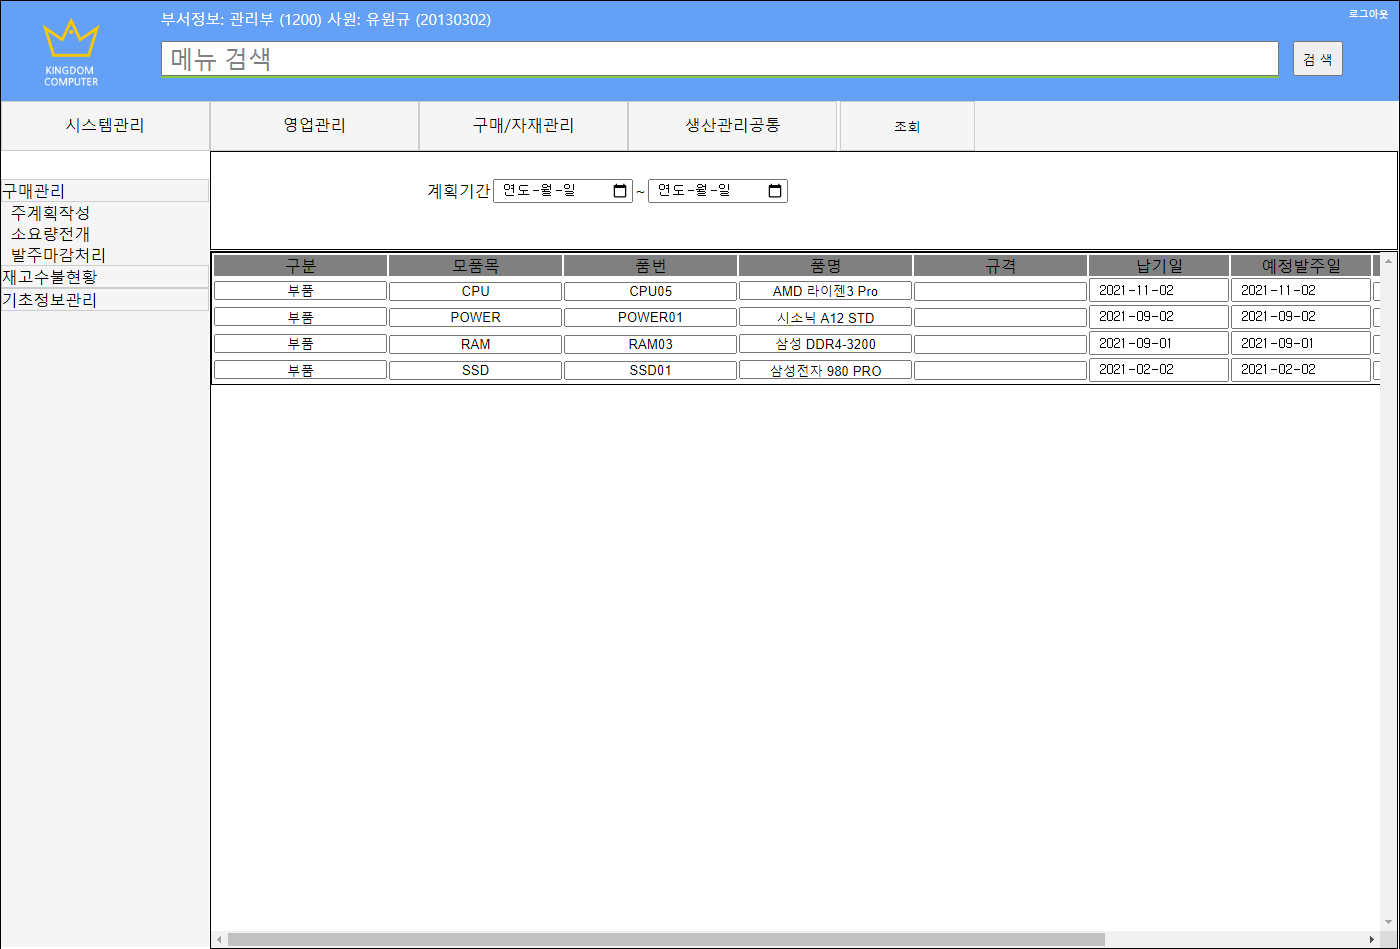 부서정보: 관리부 (1200) 사원: 유원규 (20130302)
로그아웃
KINGDOM
COMPUTER
메뉴 검색
검 색
시스템관리 영업관리 구매/자재관리 생산관리공통 조회
구매관리
주계획작성
소요량전개
발주마감처리
재고수불현황
기초정보관리
계획기간 연도-월-일 ~ 연도-월-일
구분 모품목 품번 품명 규격 납기일 예정발주일
부품 CPU CPU05 AMD 라이젠3 Pro 2021-11-02 2021-11-02
부품 POWER POWER01 시소닉 A12 STD 2021-09-02 2021-09-02
부품 RAM RAM03 삼성 DDR4-3200 2021-09-01 2021-09-01
부품 SSD SSD01 삼성전자 980 PRO 2021-02-02 2021-02-02